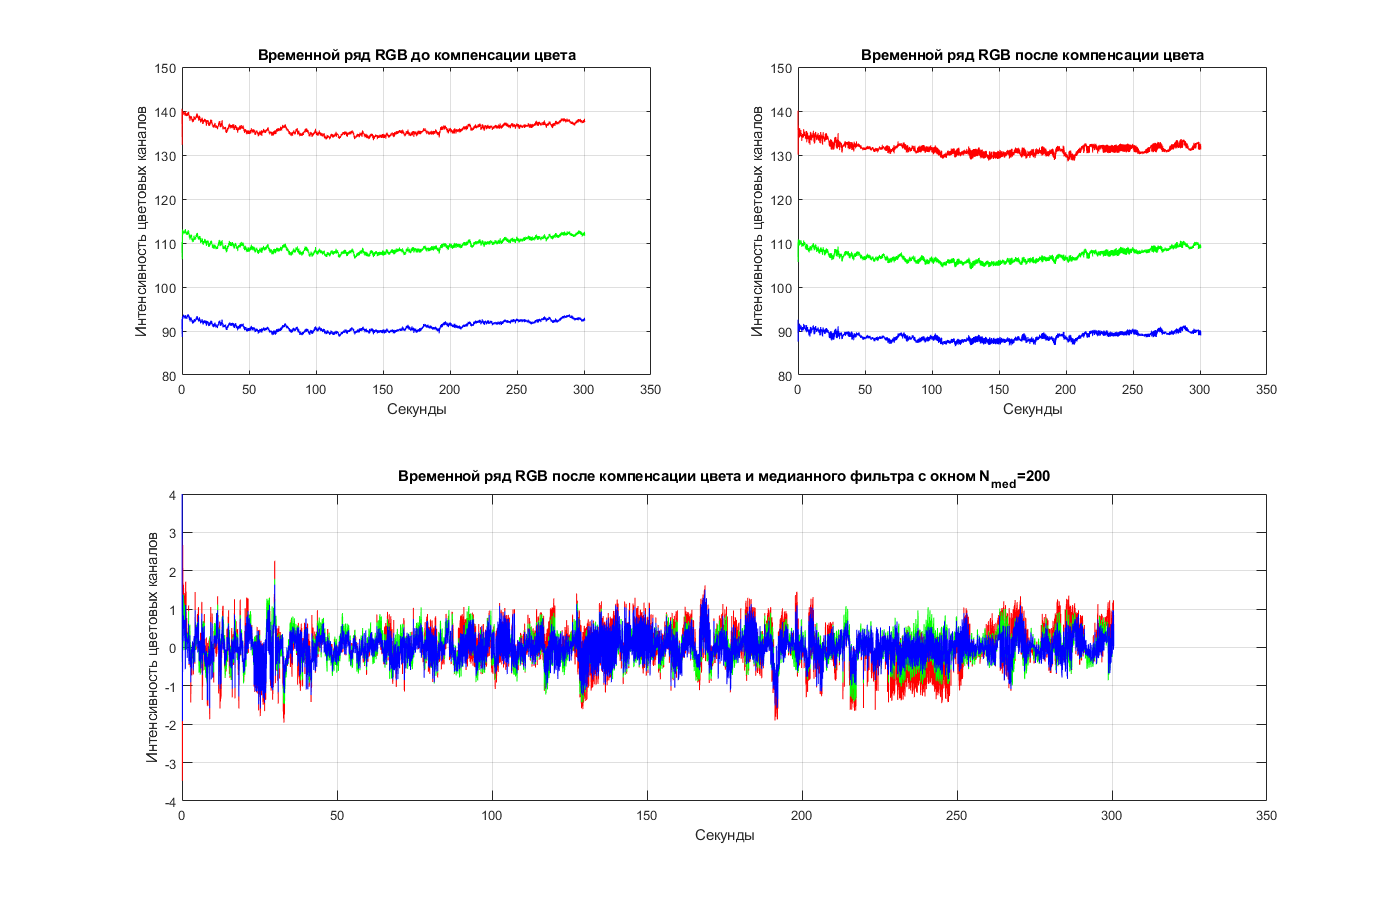 Временной ряд RGB до компенсации цвета
Интенсивность цветовых каналов
150
140
130
120
110
100
90
80
0 50 100 150 200 250 300 350
Секунды
Временной ряд RGB после компенсации цвета
Интенсивность цветовых каналов
150
140
130
120
110
100
90
80
0 50 100 150 200 250 300 350
Секунды
Временной ряд RGB после компенсации цвета и медианного фильтра с окном N_med=200
Интенсивность цветовых каналов
4
3
2
1
0
-1
-2
-3
-4
0 50 100 150 200 250 300 350
Секунды